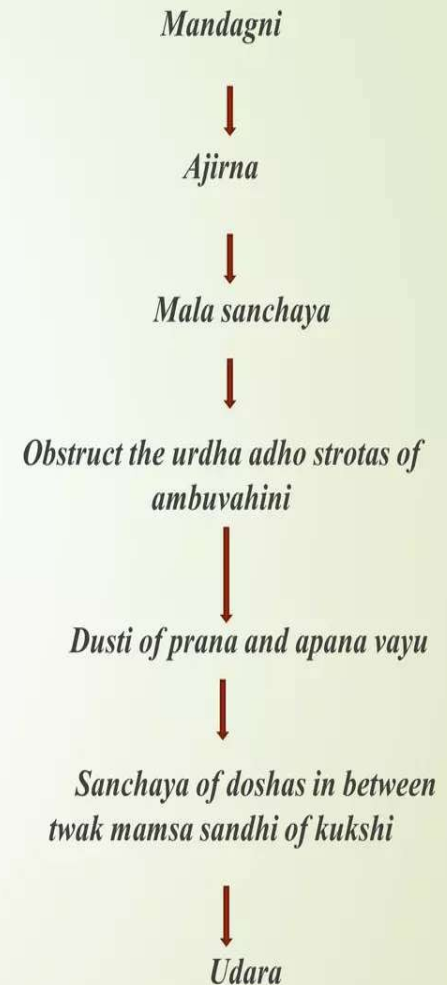 Mandagni
Ajirna
Mala sanchaya
Obstruct the urdha adho strotas of
ambuvahini
Dusti of prana and apana vayu
Sanchaya of doshas in between
twak mamsa sandhi of kukshi
Udara